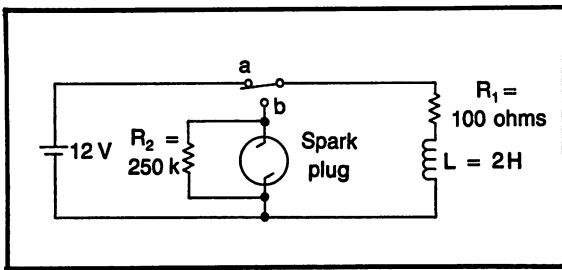 a
b
12 V
R2 =
250 k
Spark
plug
R1 =
100 ohms
L = 2H